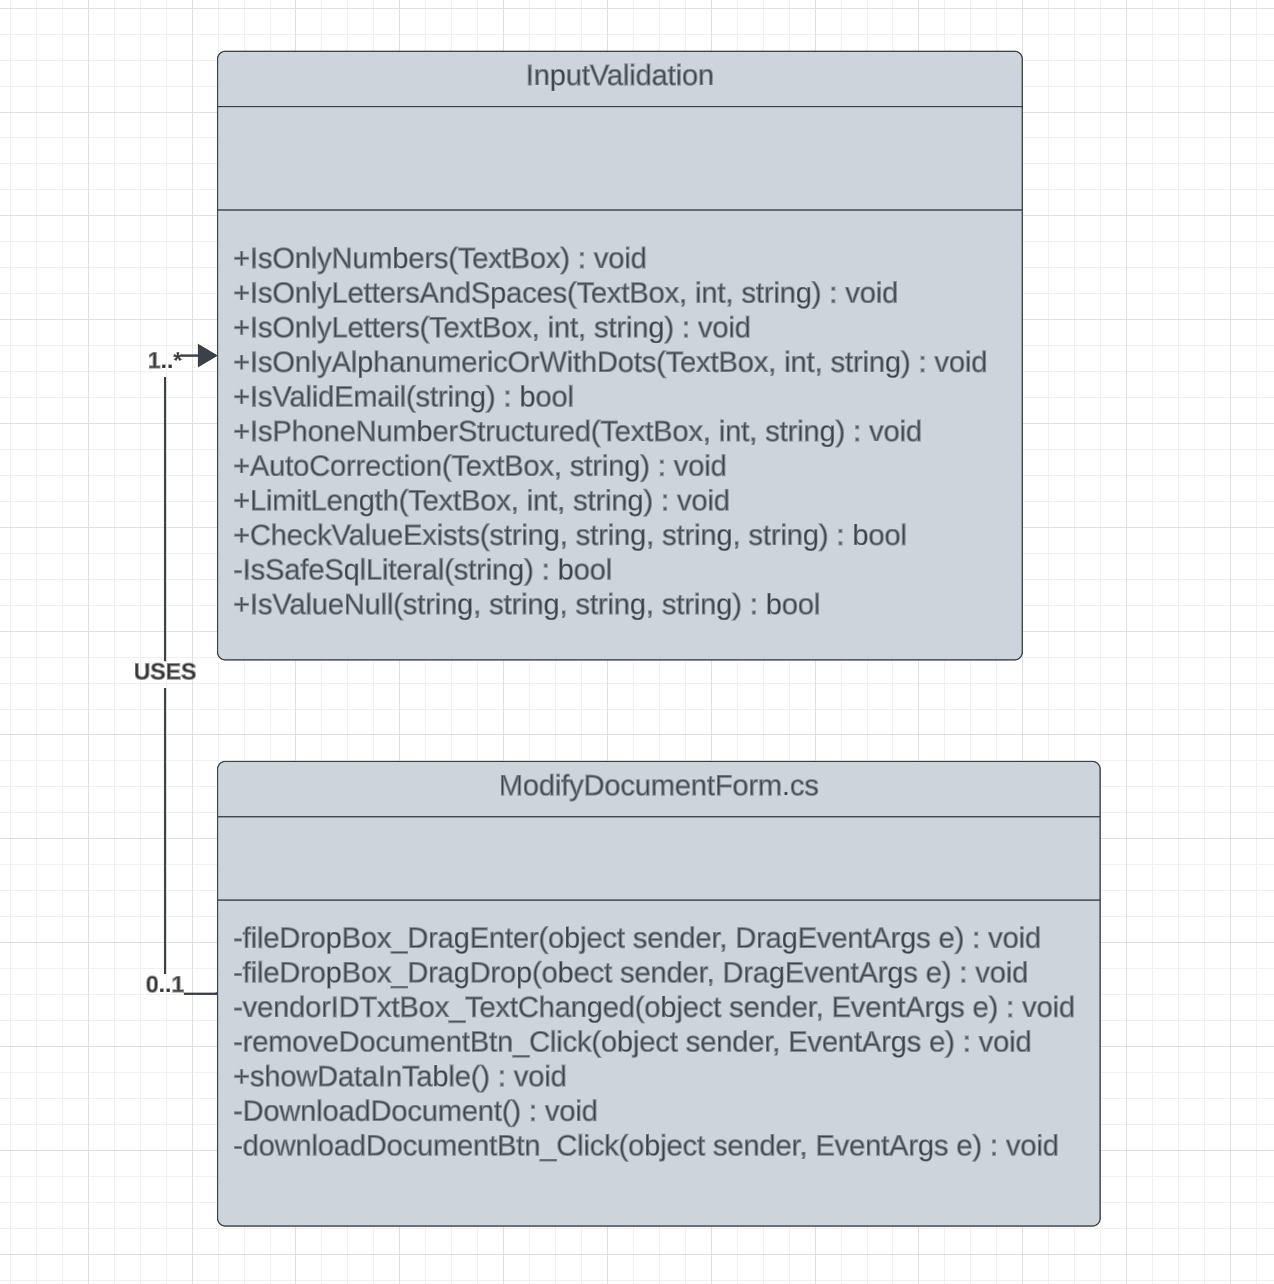 InputValidation
+IsOnlyNumbers(TextBox) : void
+IsOnlyLettersAndSpaces(TextBox, int, string) : void
+IsOnlyLetters(TextBox, int, string) : void
1..*
+IsOnlyAlphanumericOrWithDots(TextBox, int, string) : void
+IsValidEmail(string) : bool
+IsPhoneNumberStructured(TextBox, int, string) : void
+AutoCorrection(TextBox, string) : void
+LimitLength(TextBox, int, string) : void
+CheckValueExists(string, string, string, string) : bool
-IsSafeSqlLiteral(string) : bool
+IsValueNull(string, string, string, string) : bool
USES
ModifyDocumentForm.cs
-fileDropBox_DragEnter(object sender, DragEventArgs e) : void
-fileDropBox_DragDrop(obect sender, DragEventArgs e) : void
0..1
-vendorIDTxtBox_TextChanged(object sender, EventArgs e) : void
-removeDocumentBtn_Click(object sender, EventArgs e) : void
+showDataInTable() : void
-DownloadDocument() : void
-downloadDocumentBtn_Click(object sender, EventArgs e) : void